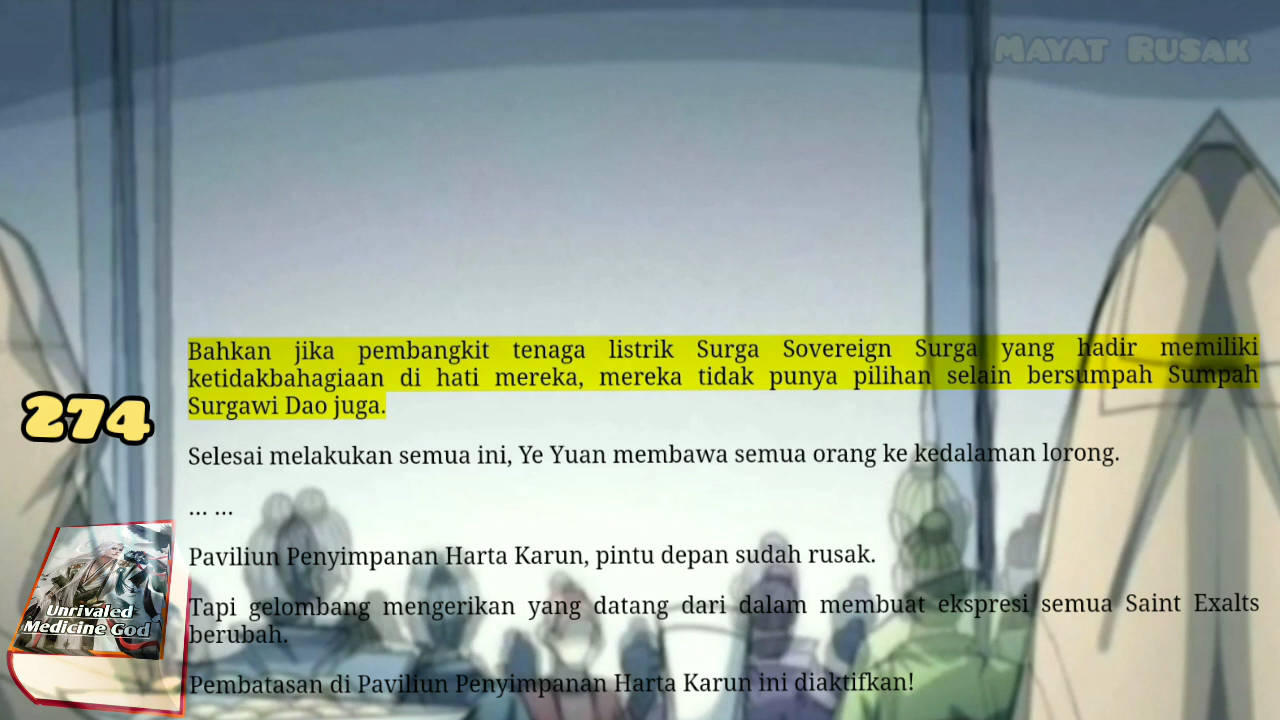 Mayat Rusak
Bahkan jika pembangkit tenaga listrik Surga Sovereign Surga yang hadir memiliki
ketidakbahagiaan di hati mereka, mereka tidak punya pilihan selain bersumpah Sumpah
Surgawi Dao juga.
274
Selesai melakukan semua ini, Ye Yuan membawa semua orang ke kedalaman lorong.
... ...
Paviliun Penyimpanan Harta Karun, pintu depan sudah rusak.
Tapi gelombang mengerikan yang datang dari dalam membuat ekspresi semua Saint Exalts
berubah.
Unrivaled
Medicine God
Pembatasan di Paviliun Penyimpanan Harta Karun ini diaktifkan!